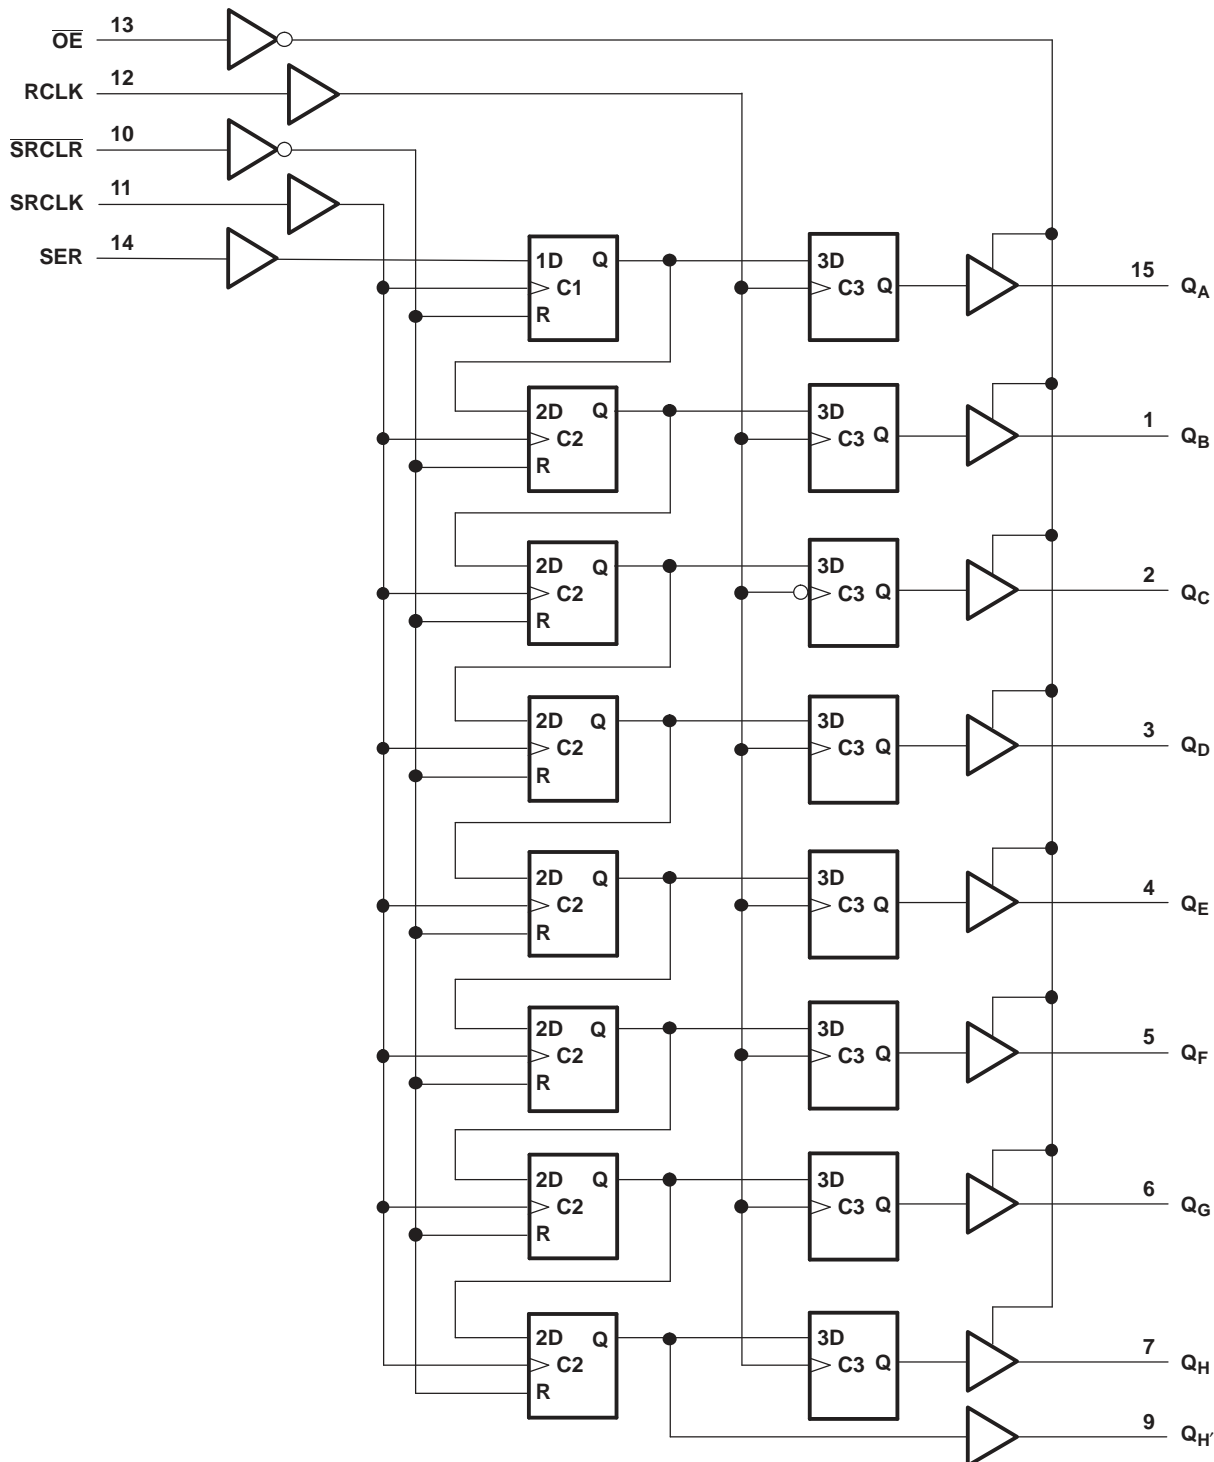 OE 13
RCLK 12
SRCLR 10
SRCLK 11
SER 14
1D Q 3D
C1 C3 Q 15 QA
R
2D Q 3D
C2 C3 Q 1 QB
R
2D Q 3D
C2 C3 Q 2 QC
R
2D Q 3D
C2 C3 Q 3 QD
R
2D Q 3D
C2 C3 Q 4 QE
R
2D Q 3D
C2 C3 Q 5 QF
R
2D Q 3D
C2 C3 Q 6 QG
R
2D Q 3D
C2 C3 Q 7 QH
R
9 QH′